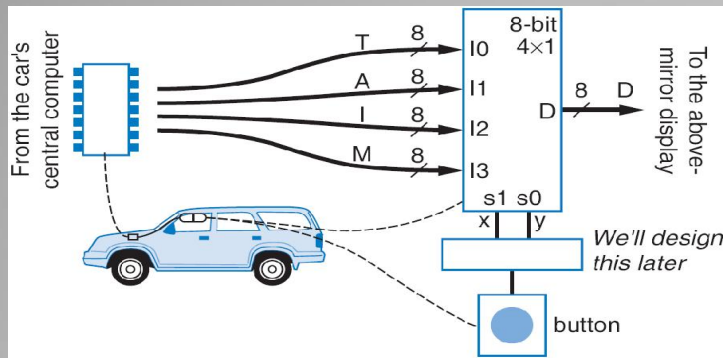 From the car's
central computer
T
8
I0
A
8
I1
I
8
I2
M
8
I3
8-bit
4×1
D
8
D
To the above-
mirror display
s1 s0
x
y
We'll design
this later
button